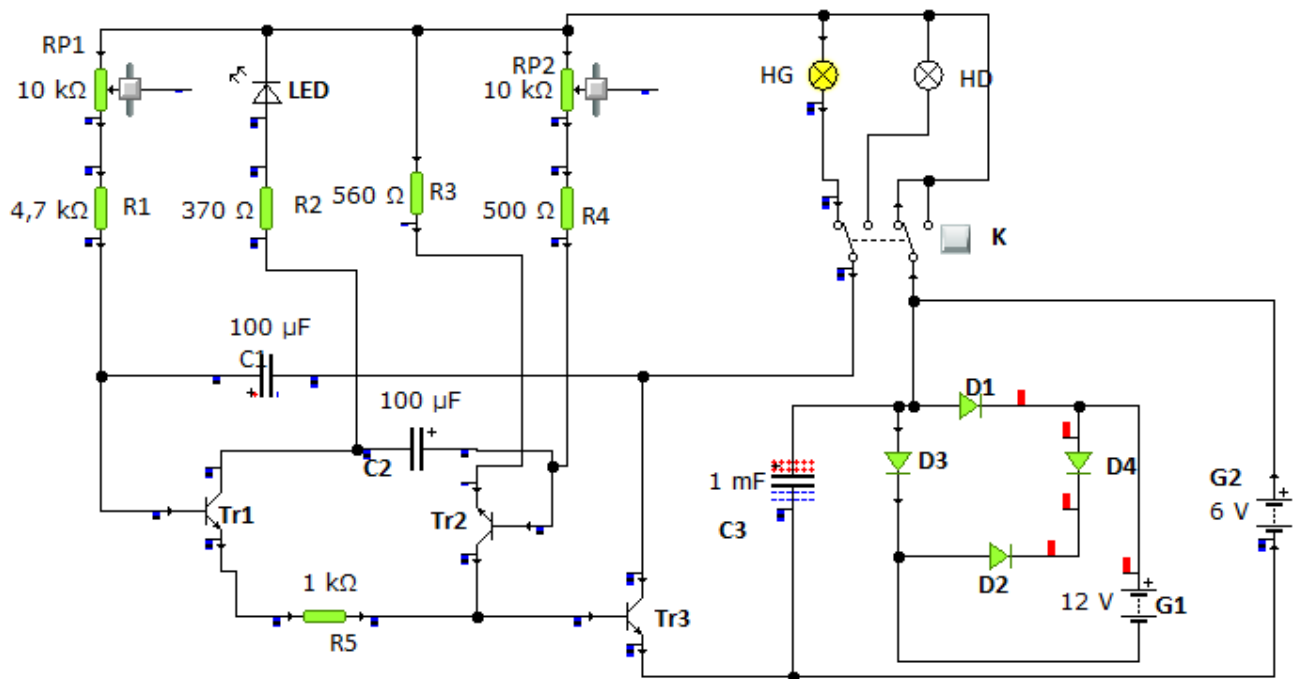 RP1
10 kΩ
LED
RP2
10 kΩ
HG
HD
4,7 kΩ
R1
370 Ω
R2
560 Ω
R3
500 Ω
R4
K
100 µF
C1
100 µF
C2
D1
D3
D4
G2
6 V
1 mF
C3
Tr1
Tr2
D2
12 V
G1
1 kΩ
R5
Tr3